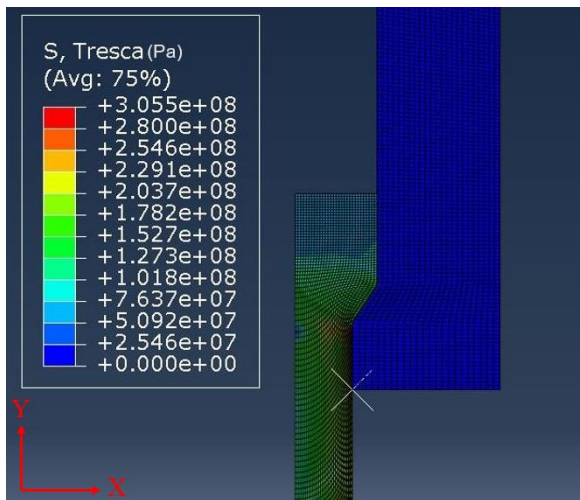 S, Tresca (Pa)
(Avg: 75%)
+3.055e+08
+2.800e+08
+2.546e+08
+2.291e+08
+2.037e+08
+1.782e+08
+1.527e+08
+1.273e+08
+1.018e+08
+7.637e+07
+5.092e+07
+2.546e+07
+0.000e+00
Y
X